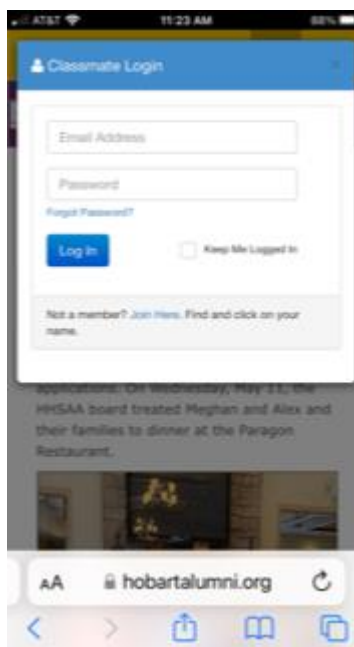 AT&T 11:23 AM 68%
Classmate Login
Email Address
Password
Forgot Password?
Log In Keep Me Logged In
Not a member? Join Here. Find and click on your
name.
applications. On Wednesday, May 11, the
HHSAA board treated Meghan and Alex and
their families to dinner at the Paragon
Restaurant.
AA hobartalumni.org